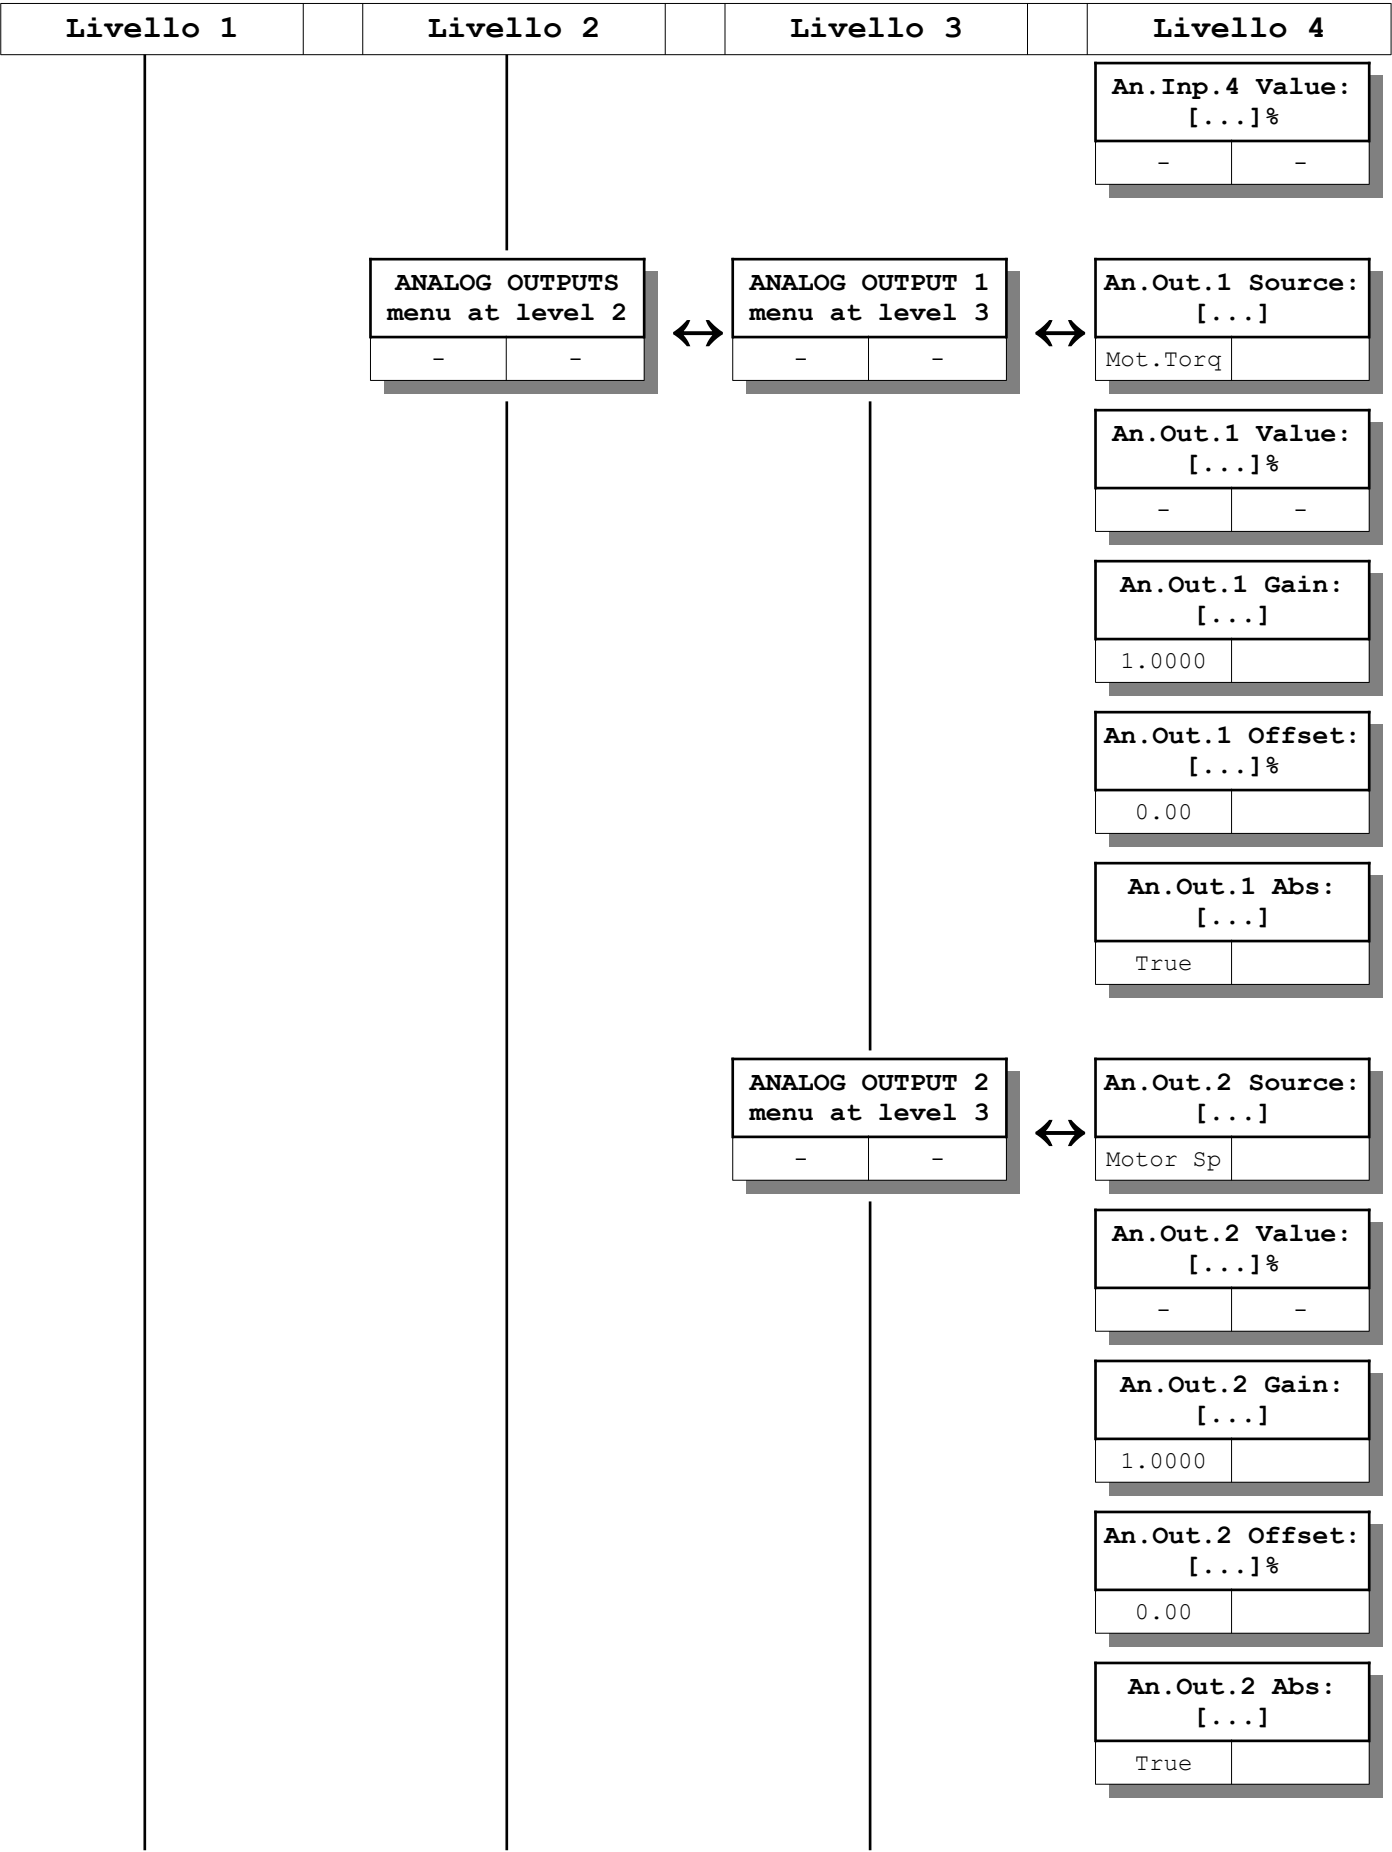 Livello 1 Livello 2 Livello 3 Livello 4
An.Inp.4 Value:
[...]%
- -
ANALOG OUTPUTS
menu at level 2
- -
ANALOG OUTPUT 1
menu at level 3
- -
An.Out.1 Source:
[...]
Mot.Torq
An.Out.1 Value:
[...]%
- -
An.Out.1 Gain:
[...]
1.0000
An.Out.1 Offset:
[...]%
0.00
An.Out.1 Abs:
[...]
True
ANALOG OUTPUT 2
menu at level 3
- -
An.Out.2 Source:
[...]
Motor Sp
An.Out.2 Value:
[...]%
- -
An.Out.2 Gain:
[...]
1.0000
An.Out.2 Offset:
[...]%
0.00
An.Out.2 Abs:
[...]
True